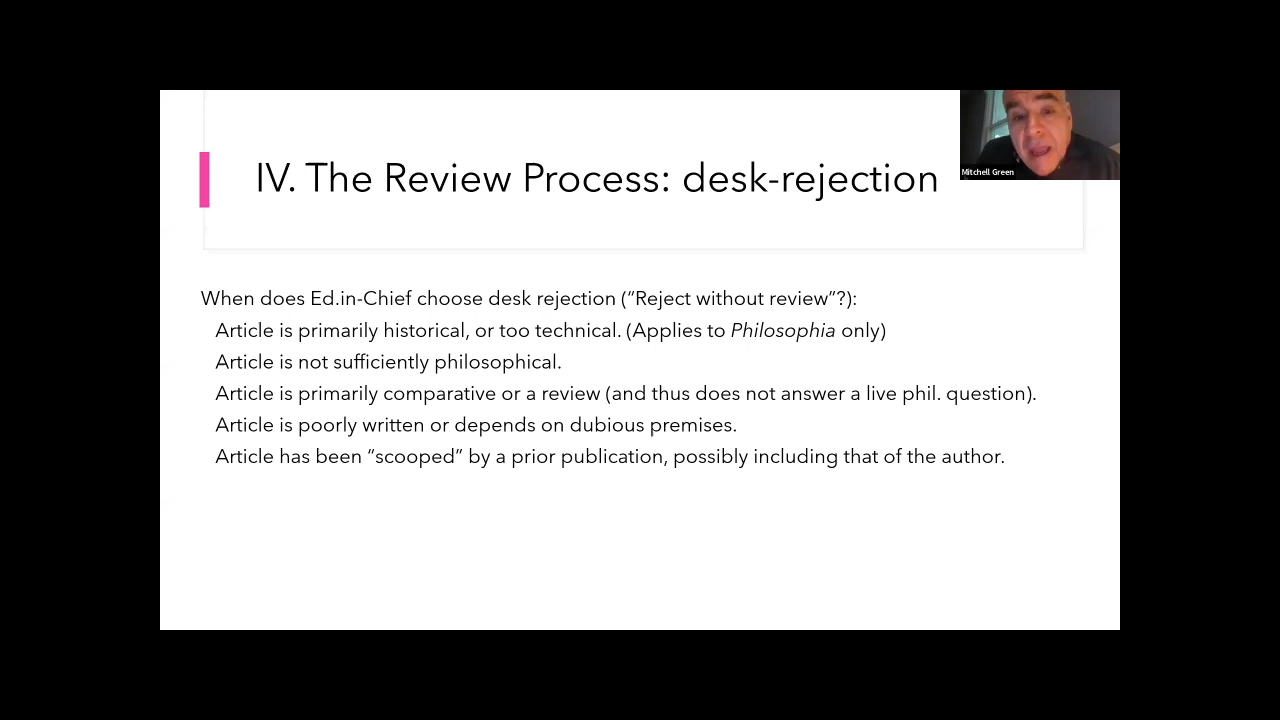 Mitchell Green
IV. The Review Process: desk-rejection
When does Ed.in-Chief choose desk rejection (“Reject without review”?):
Article is primarily historical, or too technical. (Applies to Philosophia only)
Article is not sufficiently philosophical.
Article is primarily comparative or a review (and thus does not answer a live phil. question).
Article is poorly written or depends on dubious premises.
Article has been “scooped” by a prior publication, possibly including that of the author.